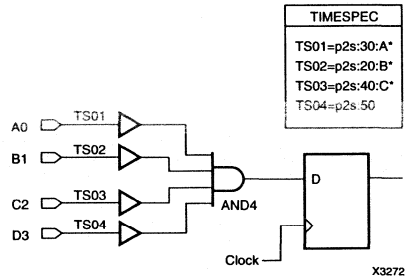 TIMESPEC
TS01=p2s:30:A*
TS02=p2s:20:B*
TS03=p2s:40:C*
TS04=p2s:50
A0
TS01
B1
TS02
C2
TS03
D3
TS04
AND4
D
Clock
X3272